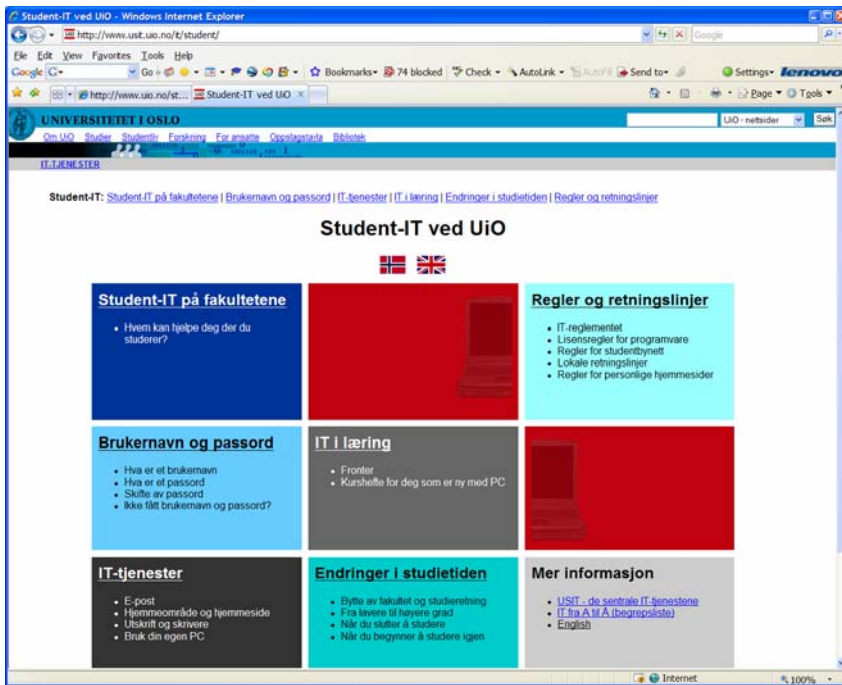 Student-IT ved UiO - Windows Internet Explorer
http://www.usit.uio.no/it/student/
Google
File Edit View Favorites Tools Help
Google G Go Bookmarks 74 blocked Check AutoLink AutoFill Send to Settings lenovo
http://www.uio.no/st... Student-IT ved UiO Page Tools
UNIVERSITETET I OSLO UiO - nettsider Søk
Om UiO Studier Studentliv Forskning For ansatte Oppslagstavla Bibliotek
IT-TJENESTER
Student-IT: Student-IT på fakultetene | Brukernavn og passord | IT-tjenester | IT i læring | Endringer i studietiden | Regler og retningslinjer
Student-IT ved UiO
Student-IT på fakultetene
• Hvem kan hjelpe deg der du
studerer?
Regler og retningslinjer
• IT-reglementet
• Lisensregler for programvare
• Regler for studentbynett
• Lokale retningslinjer
• Regler for personlige hjemmesider
Brukernavn og passord
• Hva er et brukernavn
• Hva er et passord
• Skifte av passord
• Ikke fått brukernavn og passord?
IT i læring
• Fronter
• Kurshefte for deg som er ny med PC
IT-tjenester
• E-post
• Hjemmeområde og hjemmeside
• Utskrift og skrivere
• Bruk din egen PC
Endringer i studietiden
• Bytte av fakultet og studieretning
• Fra lavere til høyere grad
• Når du slutter å studere
• Når du begynner å studere igjen
Mer informasjon
• USIT - de sentrale IT-tjenestene
• IT fra A til Å (begrepsliste)
• English
Internet 100%